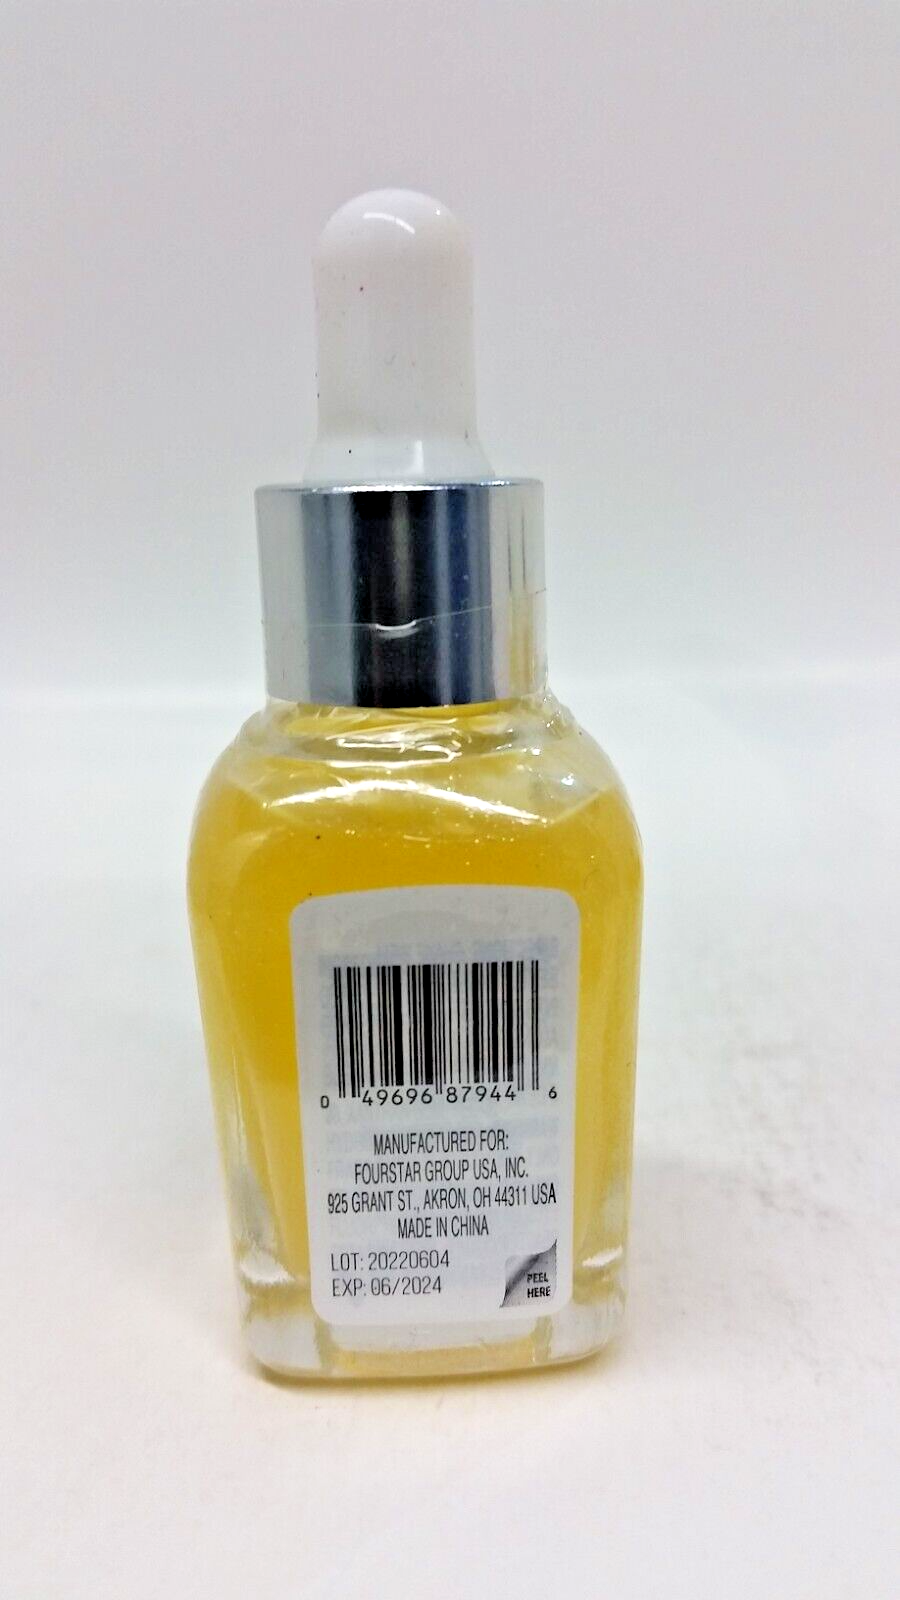 0 49696 87944 6
MANUFACTURED FOR:
FOURSTAR GROUP USA, INC.
925 GRANT ST., AKRON, OH 44311 USA
MADE IN CHINA
LOT: 20220604
EXP: 06/2024
PEEL
HERE